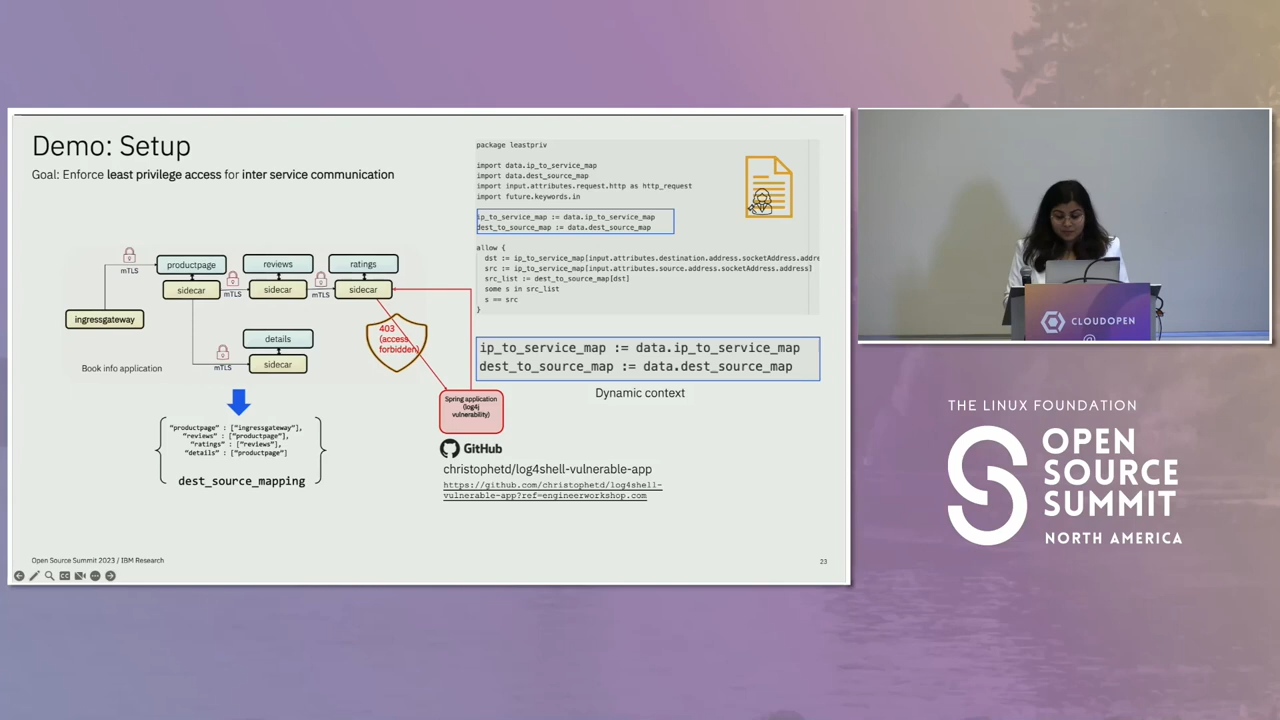 Demo: Setup
Goal: Enforce least privilege access for inter service communication
mTLS
productpage
reviews
ratings
sidecar
mTLS
sidecar
mTLS
sidecar
ingressgateway
details
mTLS
sidecar
Book info application
403
(access
forbidden)
Spring application
(log4j
vulnerability)
"productpage" : ["ingressgateway"],
"reviews" : ["productpage"],
"ratings" : ["reviews"],
"details" : ["productpage"]
dest_source_mapping
package leastpriv
import data.ip_to_service_map
import data.dest_source_map
import input.attributes.request.http as http_request
import future.keywords.in
ip_to_service_map := data.ip_to_service_map
dest_to_source_map := data.dest_source_map
allow {
dst := ip_to_service_map[input.attributes.destination.address.socketAddress.addre
src := ip_to_service_map[input.attributes.source.address.socketAddress.address]
src_list := dest_to_source_map[dst]
some s in src_list
s == src
}
ip_to_service_map := data.ip_to_service_map
dest_to_source_map := data.dest_source_map
Dynamic context
GitHub
christophetd/log4shell-vulnerable-app
https://github.com/christophetd/log4shell-
vulnerable-app?ref=engineerworkshop.com
Open Source Summit 2023 / IBM Research
23
CLOUDOPEN
THE LINUX FOUNDATION
OPEN
SOURCE
SUMMIT
NORTH AMERICA